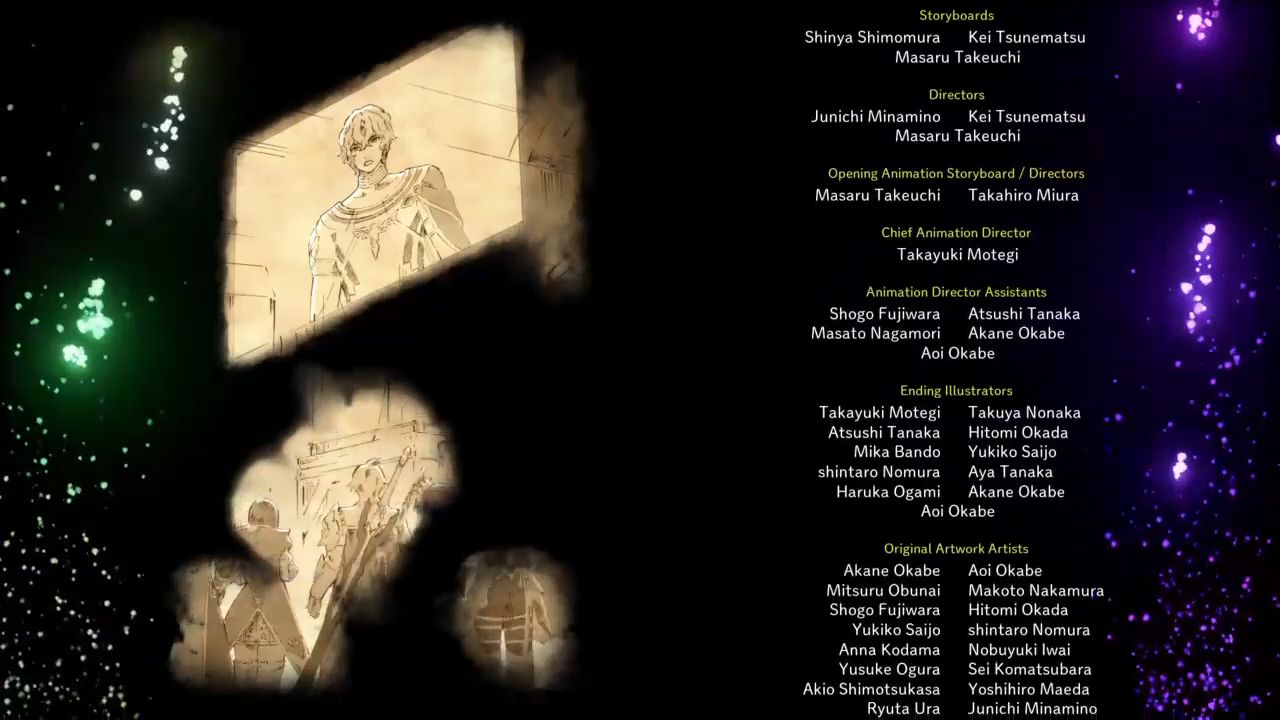 Storyboards
Shinya Shimomura Kei Tsunematsu
Masaru Takeuchi
Directors
Junichi Minamino Kei Tsunematsu
Masaru Takeuchi
Opening Animation Storyboard / Directors
Masaru Takeuchi Takahiro Miura
Chief Animation Director
Takayuki Motegi
Animation Director Assistants
Shogo Fujiwara Atsushi Tanaka
Masato Nagamori Akane Okabe
Aoi Okabe
Ending Illustrators
Takayuki Motegi Takuya Nonaka
Atsushi Tanaka Hitomi Okada
Mika Bando Yukiko Saijo
shintaro Nomura Aya Tanaka
Haruka Ogami Akane Okabe
Aoi Okabe
Original Artwork Artists
Akane Okabe Aoi Okabe
Mitsuru Obunai Makoto Nakamura
Shogo Fujiwara Hitomi Okada
Yukiko Saijo shintaro Nomura
Anna Kodama Nobuyuki Iwai
Yusuke Ogura Sei Komatsubara
Akio Shimotsukasa Yoshihiro Maeda
Ryuta Ura Junichi Minamino